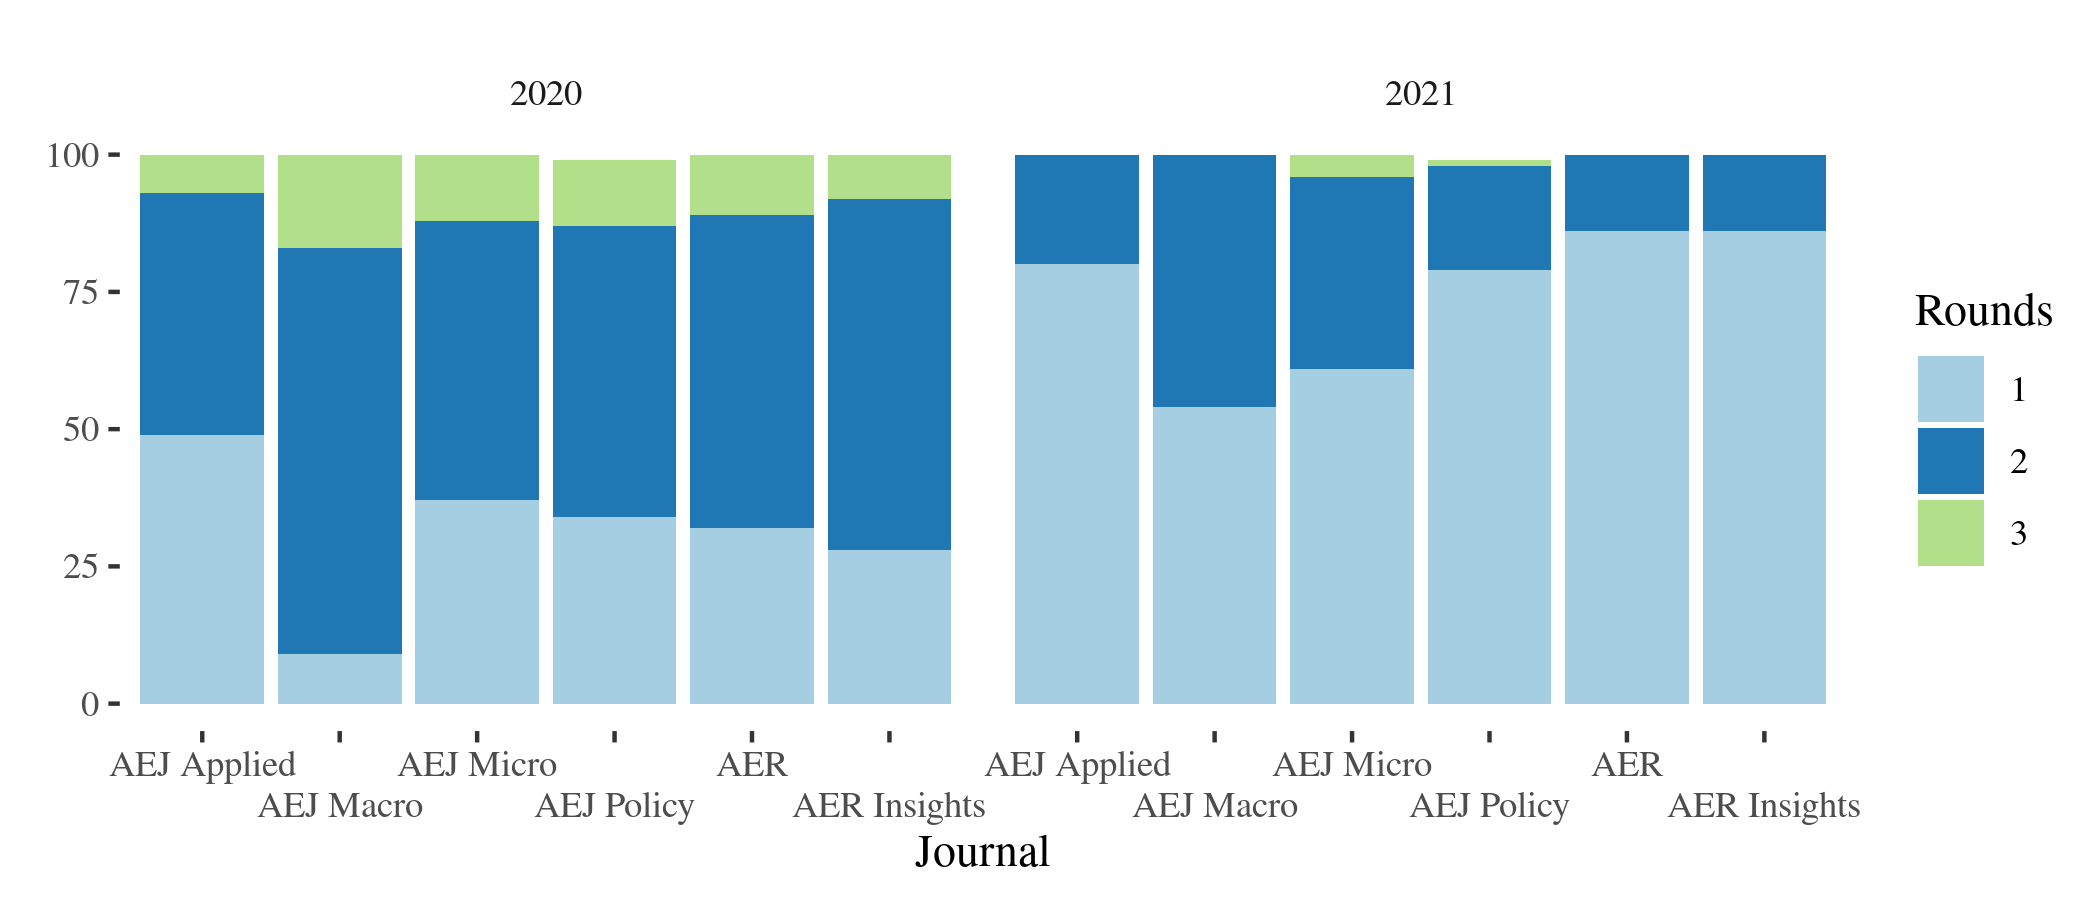 2020 2021
100
75
50
25
0
AEJ Applied AEJ Micro AER AEJ Applied AEJ Micro AER
AEJ Macro AEJ Policy AER Insights AEJ Macro AEJ Policy AER Insights
Journal
Rounds
1
2
3